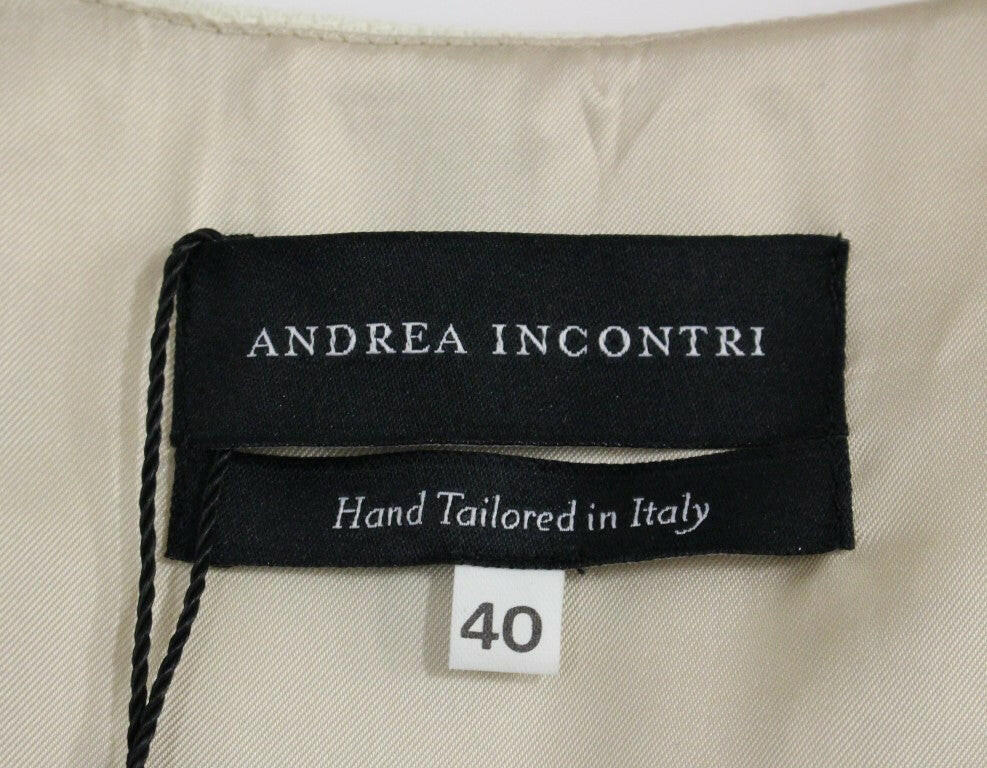 ANDREA INCONTRI
Hand Tailored in Italy
40